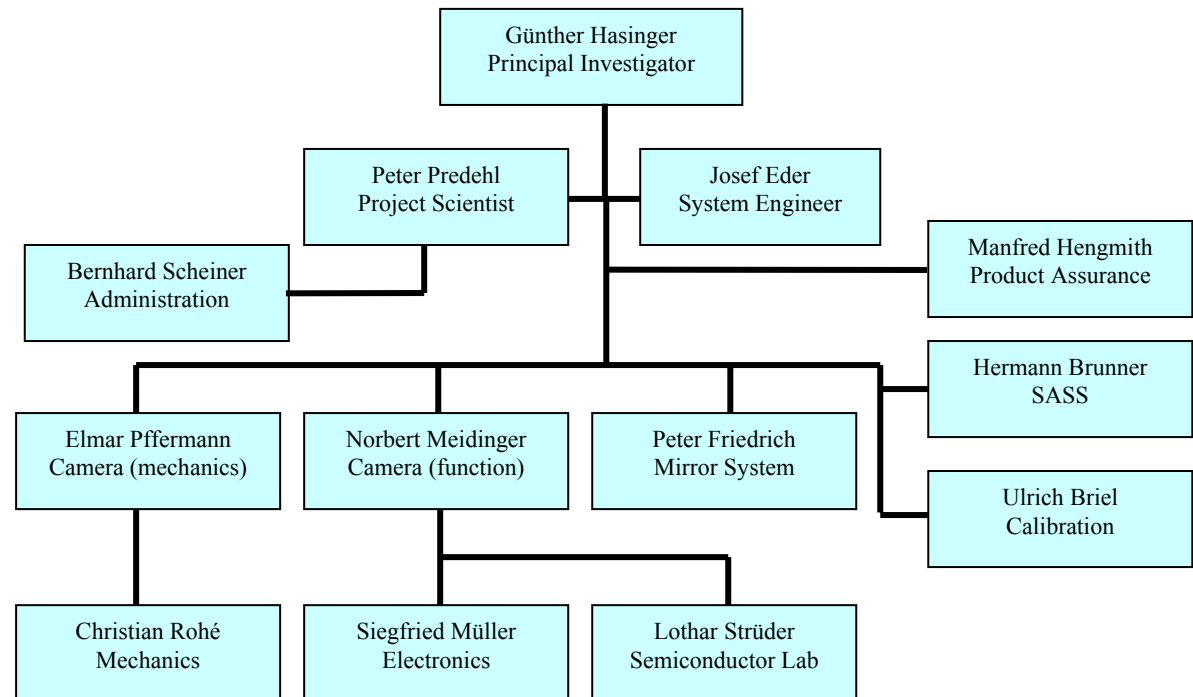 Günther Hasinger
Principal Investigator
Peter Predehl
Project Scientist
Josef Eder
System Engineer
Manfred Hengmith
Product Assurance
Bernhard Scheiner
Administration
Hermann Brunner
SASS
Elmar Pffermann
Camera (mechanics)
Norbert Meidinger
Camera (function)
Peter Friedrich
Mirror System
Ulrich Briel
Calibration
Christian Rohé
Mechanics
Siegfried Müller
Electronics
Lothar Strüder
Semiconductor Lab